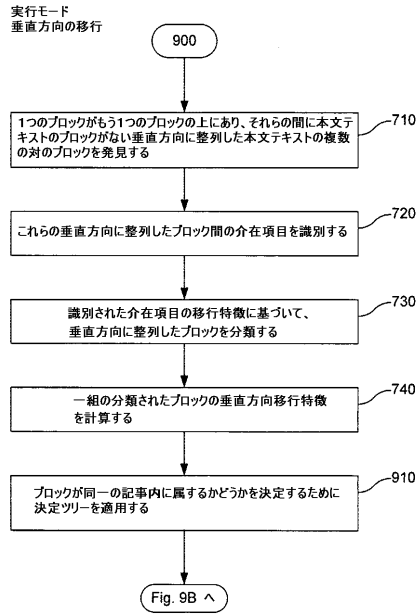 実行モード
垂直方向の移行
900
1つのブロックがもう1つのブロックの上にあり、それらの間に本文テ
キストのブロックがない垂直方向に整列した本文テキストの複数
の対のブロックを発見する
710
これらの垂直方向に整列したブロック間の介在項目を識別する
720
識別された介在項目の移行特徴に基づいて、
垂直方向に整列したブロックを分類する
730
一組の分類されたブロックの垂直方向移行特徴
を計算する
740
ブロックが同一の記事内に属するかどうかを決定するために
決定ツリーを適用する
910
Fig. 9B へ